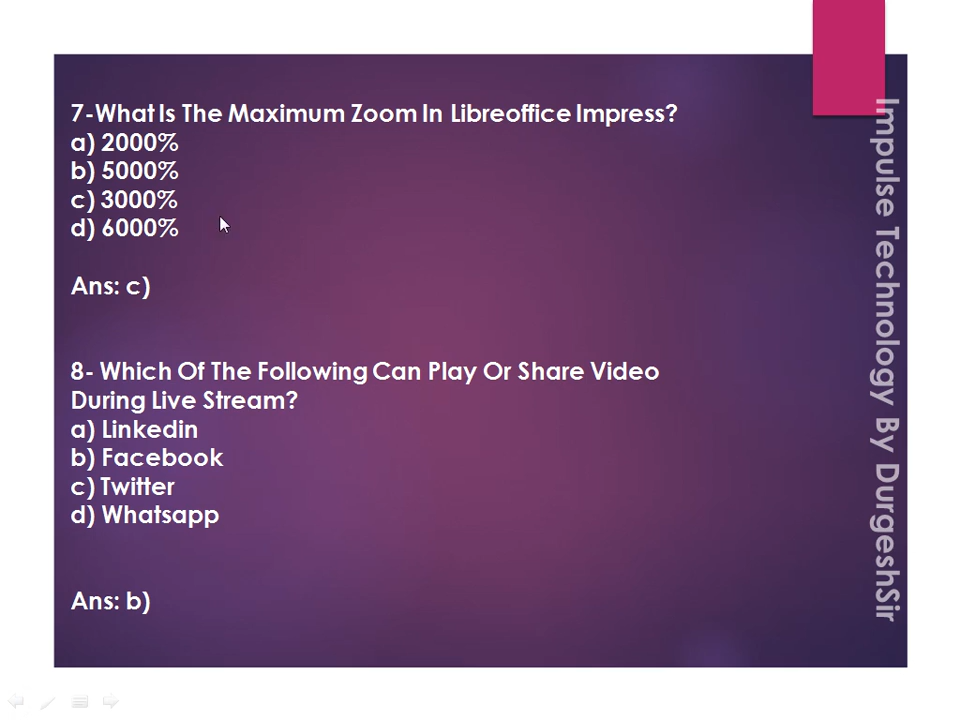 7-What Is The Maximum Zoom In Libreoffice Impress?
a) 2000%
b) 5000%
c) 3000%
d) 6000%
Ans: c)
8- Which Of The Following Can Play Or Share Video
During Live Stream?
a) Linkedin
b) Facebook
c) Twitter
d) Whatsapp
Ans: b)
Impulse Technology By DurgeshSir